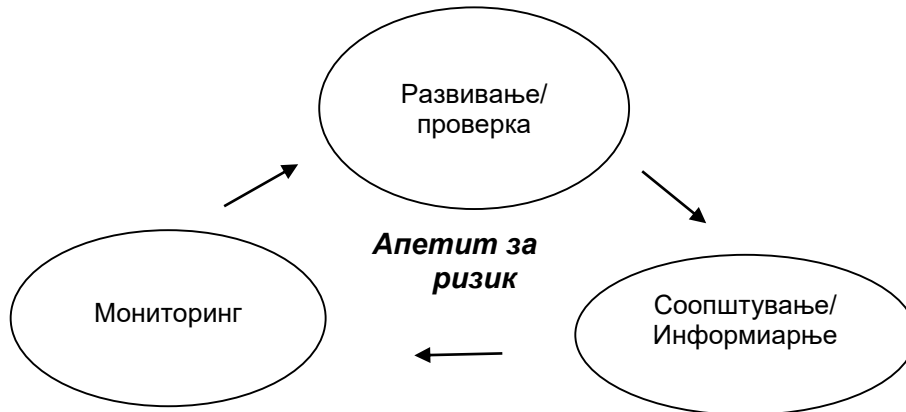 Развивање/
проверка
Апетит за
ризик
Мониторинг
Соопштување/
Информиарње